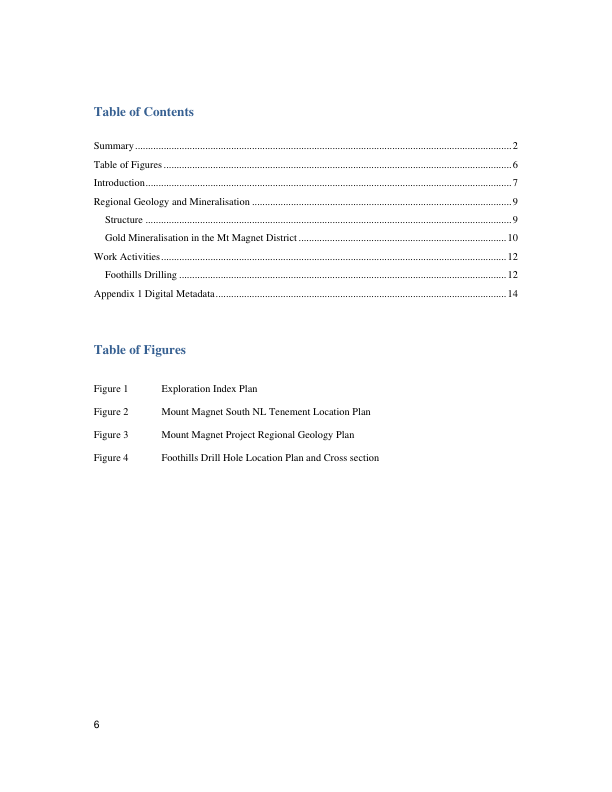 Table of Contents
Summary ........................................................................................................................................ 2
Table of Figures ............................................................................................................................. 6
Introduction .................................................................................................................................... 7
Regional Geology and Mineralisation ........................................................................................... 9
Structure ....................................................................................................................................... 9
Gold Mineralisation in the Mt Magnet District .......................................................................... 10
Work Activities ............................................................................................................................ 12
Foothills Drilling ........................................................................................................................ 12
Appendix 1 Digital Metadata ....................................................................................................... 14
Table of Figures
Figure 1 Exploration Index Plan
Figure 2 Mount Magnet South NL Tenement Location Plan
Figure 3 Mount Magnet Project Regional Geology Plan
Figure 4 Foothills Drill Hole Location Plan and Cross section
6